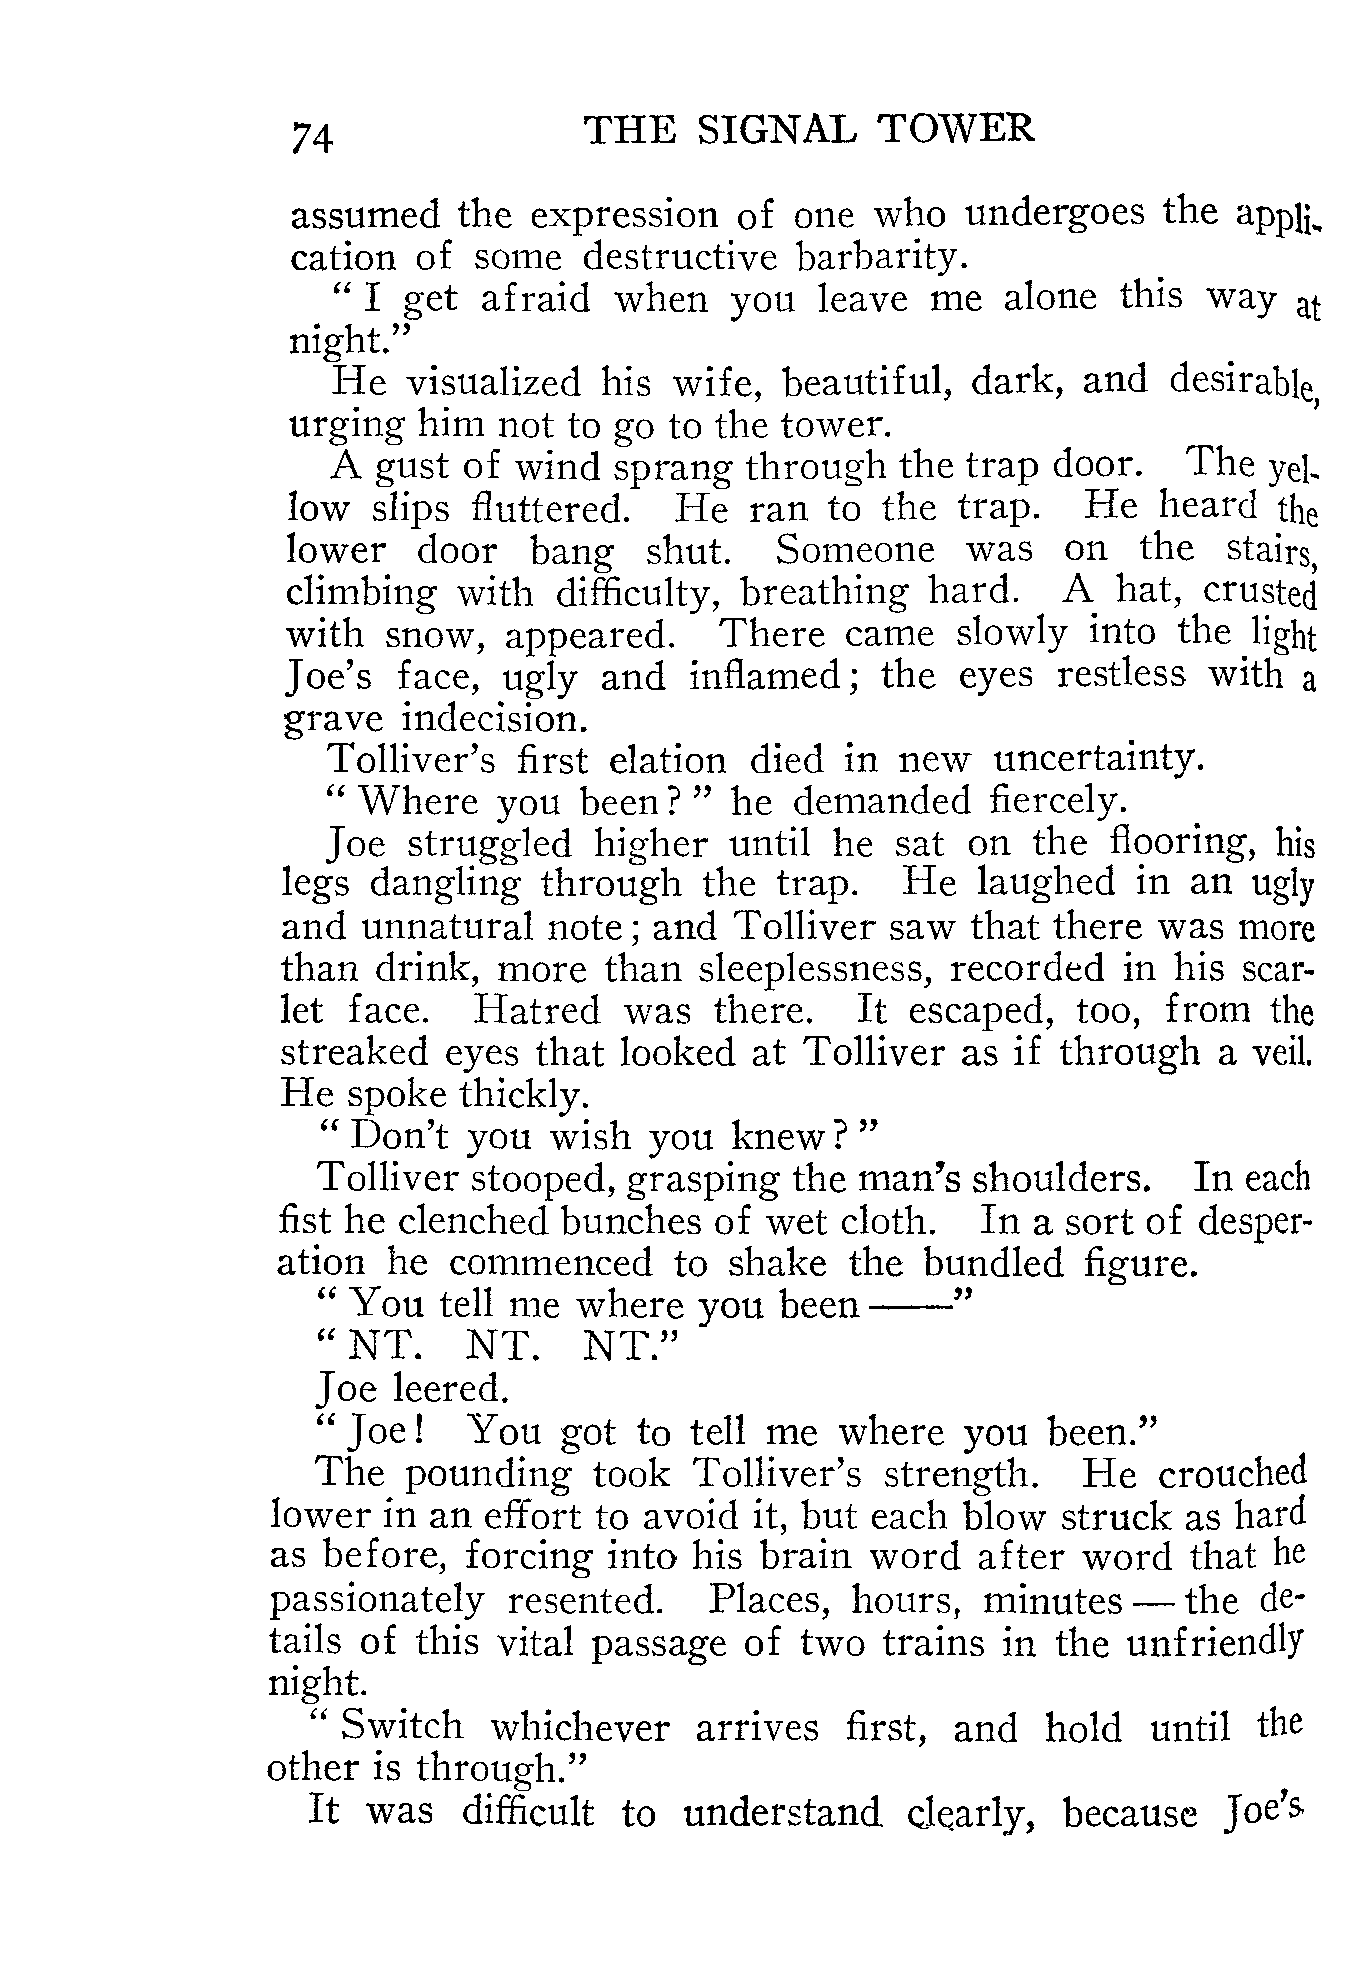 74 THE SIGNAL TOWER
assumed the expression of one who undergoes the appli-
cation of some destructive barbarity.
“ I get afraid when you leave me alone this way at
night.”
He visualized his wife, beautiful, dark, and desirable,
urging him not to go to the tower.
A gust of wind sprang through the trap door. The yel-
low slips fluttered. He ran to the trap. He heard the
lower door bang shut. Someone was on the stairs,
climbing with difficulty, breathing hard. A hat, crusted
with snow, appeared. There came slowly into the light
Joe’s face, ugly and inflamed; the eyes restless with a
grave indecision.
Tolliver’s first elation died in new uncertainty.
“ Where you been? ” he demanded fiercely.
Joe struggled higher until he sat on the flooring, his
legs dangling through the trap. He laughed in an ugly
and unnatural note; and Tolliver saw that there was more
than drink, more than sleeplessness, recorded in his scar-
let face. Hatred was there. It escaped, too, from the
streaked eyes that looked at Tolliver as if through a veil.
He spoke thickly.
“ Don’t you wish you knew? ”
Tolliver stooped, grasping the man’s shoulders. In each
fist he clenched bunches of wet cloth. In a sort of desper-
ation he commenced to shake the bundled figure.
“ You tell me where you been ——”
“ NT. NT. NT.”
Joe leered.
“ Joe! You got to tell me where you been.”
The pounding took Tolliver’s strength. He crouched
lower in an effort to avoid it, but each blow struck as hard
as before, forcing into his brain word after word that he
passionately resented. Places, hours, minutes — the de-
tails of this vital passage of two trains in the unfriendly
night.
“ Switch whichever arrives first, and hold until the
other is through.”
It was difficult to understand clearly, because Joe’s